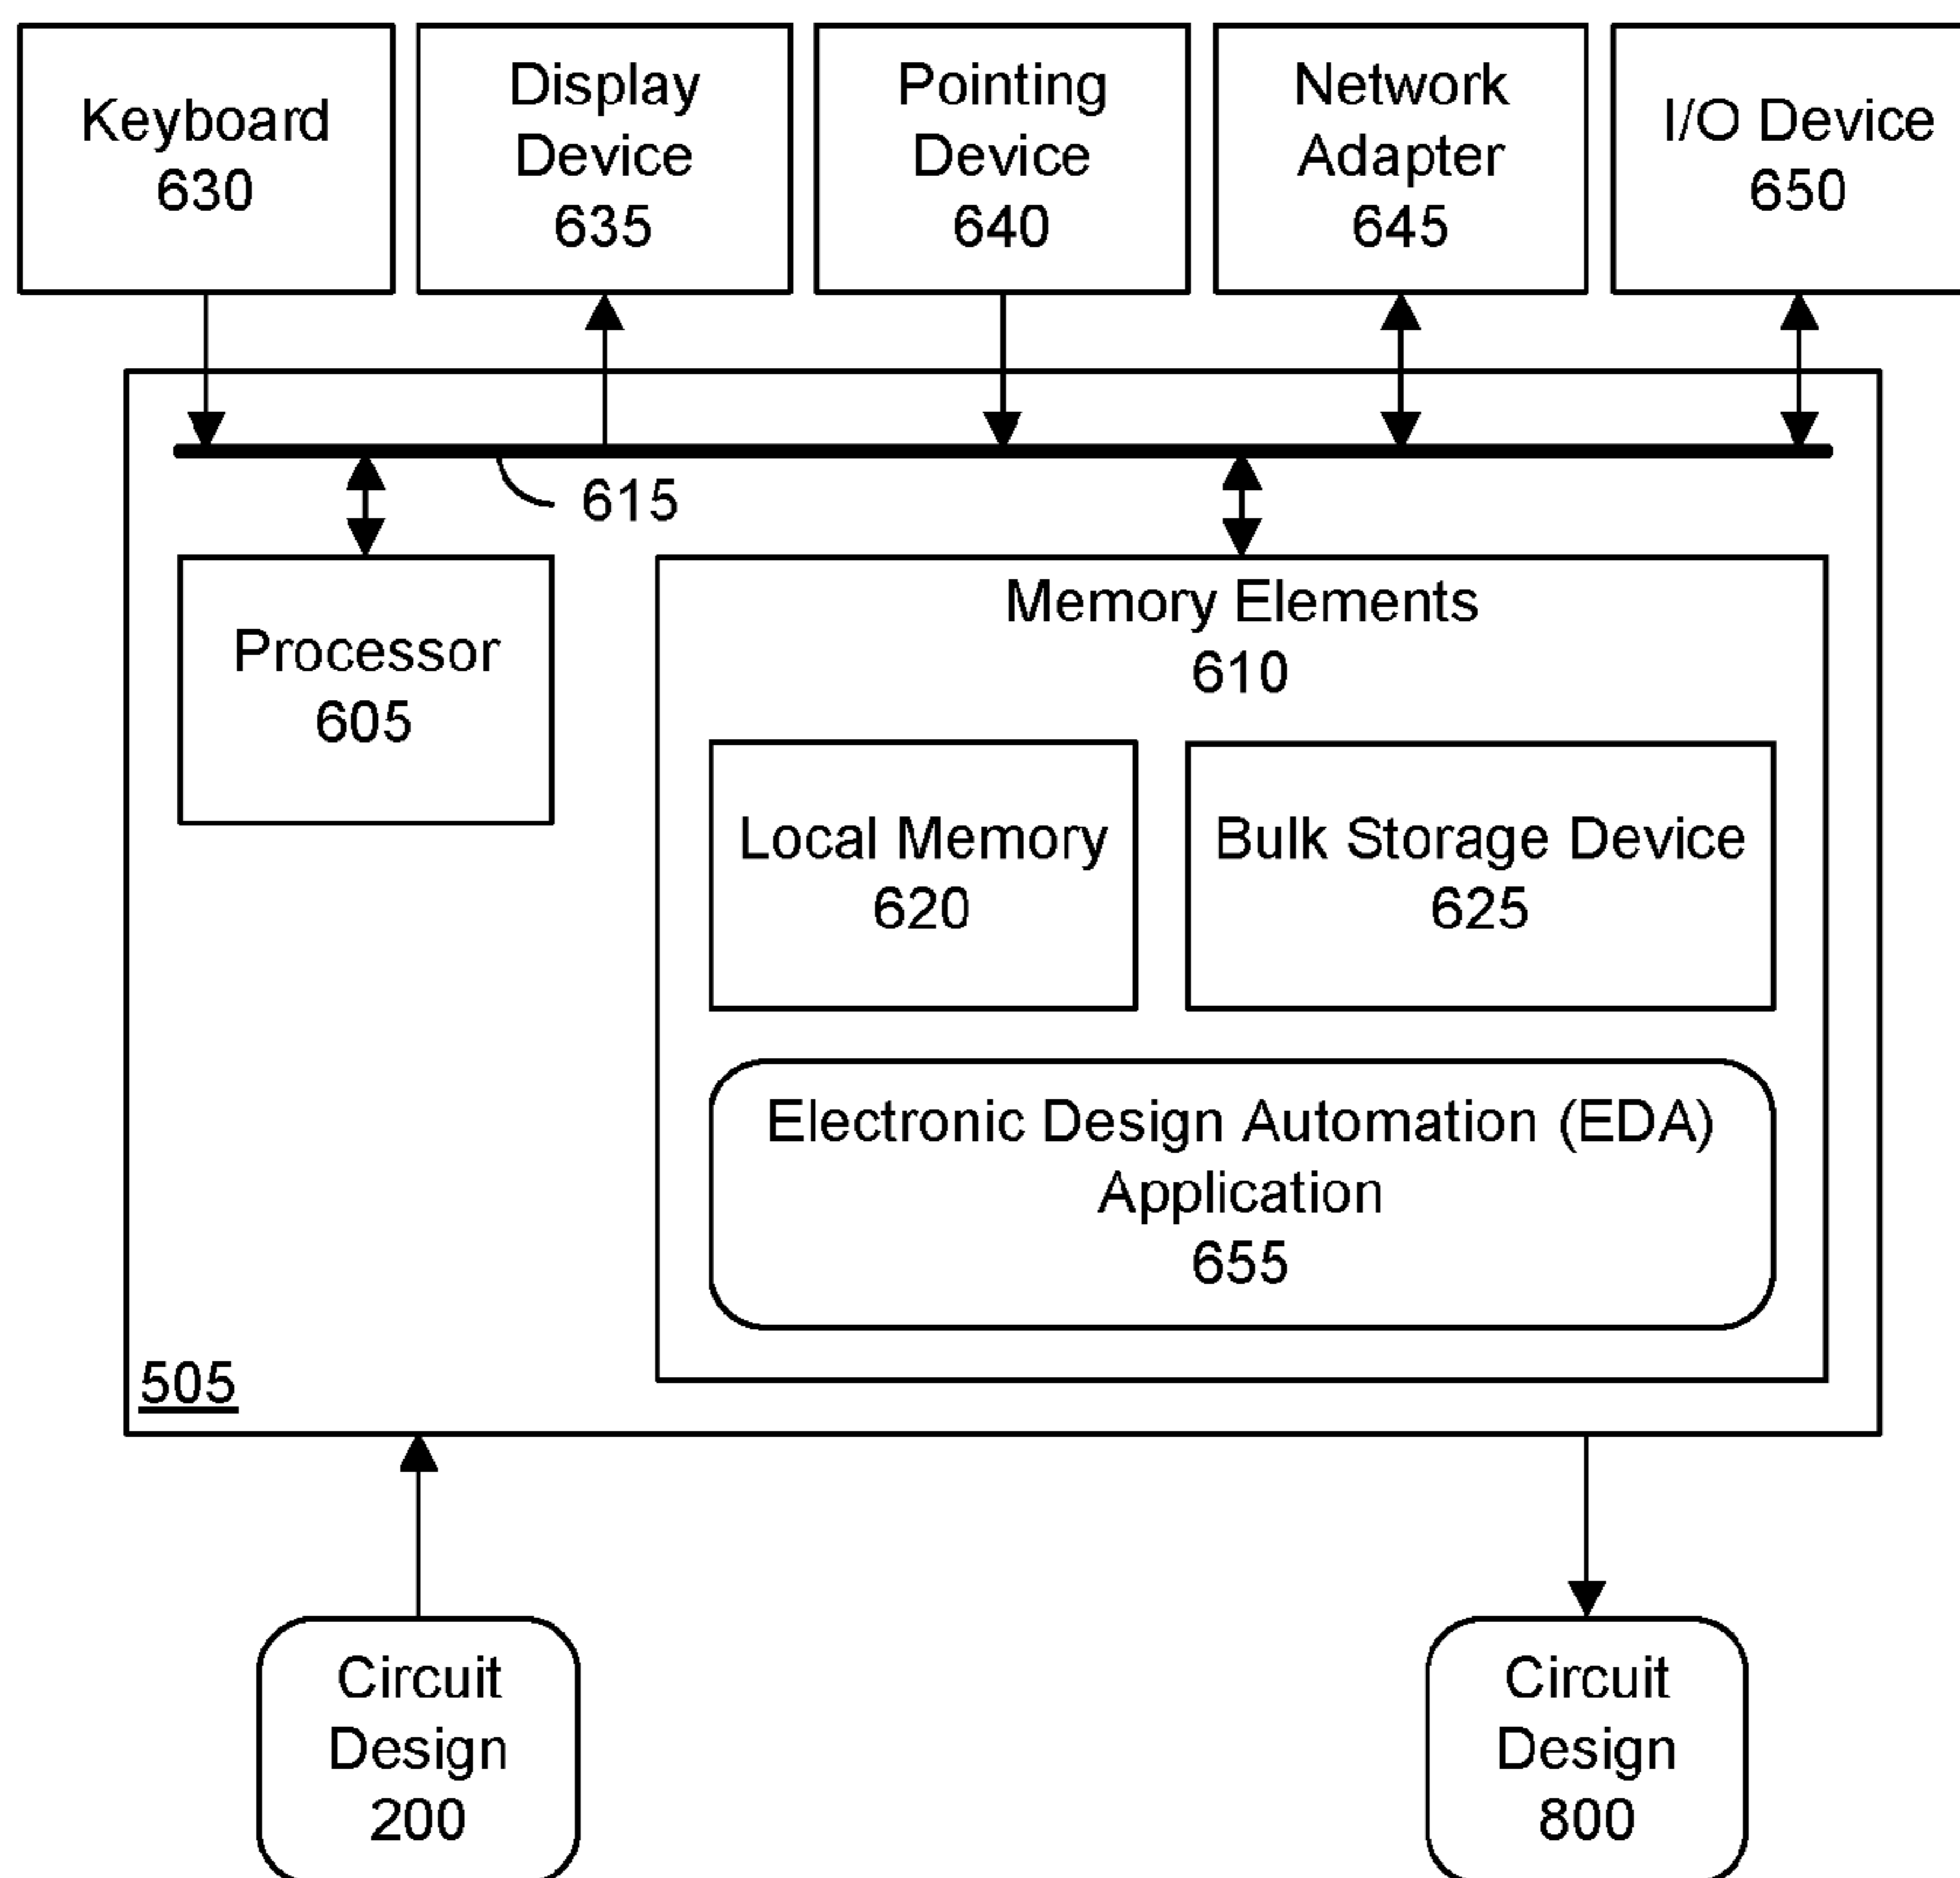 Keyboard
630
Display
Device
635
Pointing
Device
640
Network
Adapter
645
I/O Device
650
615
Processor
605
Memory Elements
610
Local Memory
620
Bulk Storage Device
625
Electronic Design Automation (EDA)
Application
655
505
Circuit
Design
200
Circuit
Design
800